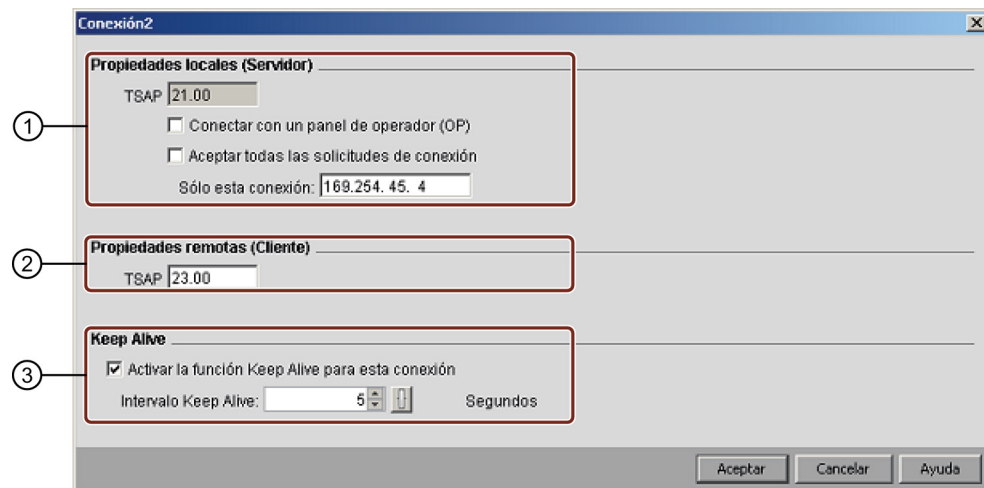 Conexión2
Propiedades locales (Servidor)
TSAP 21.00
① Conectar con un panel de operador (OP)
Aceptar todas las solicitudes de conexión
Sólo esta conexión: 169.254. 45. 4
Propiedades remotas (Cliente)
② TSAP 23.00
Keep Alive
③ Activar la función Keep Alive para esta conexión
Intervalo Keep Alive: 5 Segundos
Aceptar Cancelar Ayuda